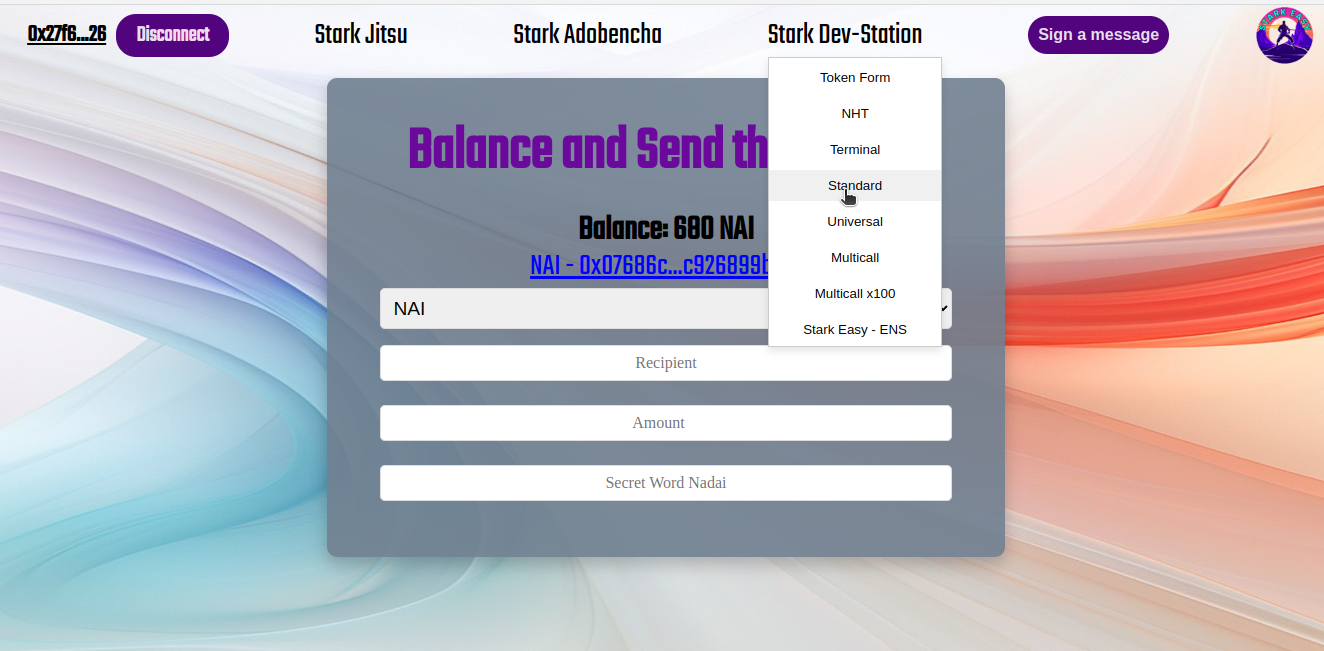 0x27f6...26 Disconnect Stark Jitsu Stark Adobencha Stark Dev-Station Sign a message
STARK EASY
Token Form
NHT
Terminal
Standard
Universal
Multicall
Multicall x100
Stark Easy - ENS
Balance and Send th
Balance: 680 NAI
NAI - 0x07686c...c926899b
NAI
Recipient
Amount
Secret Word Nadai